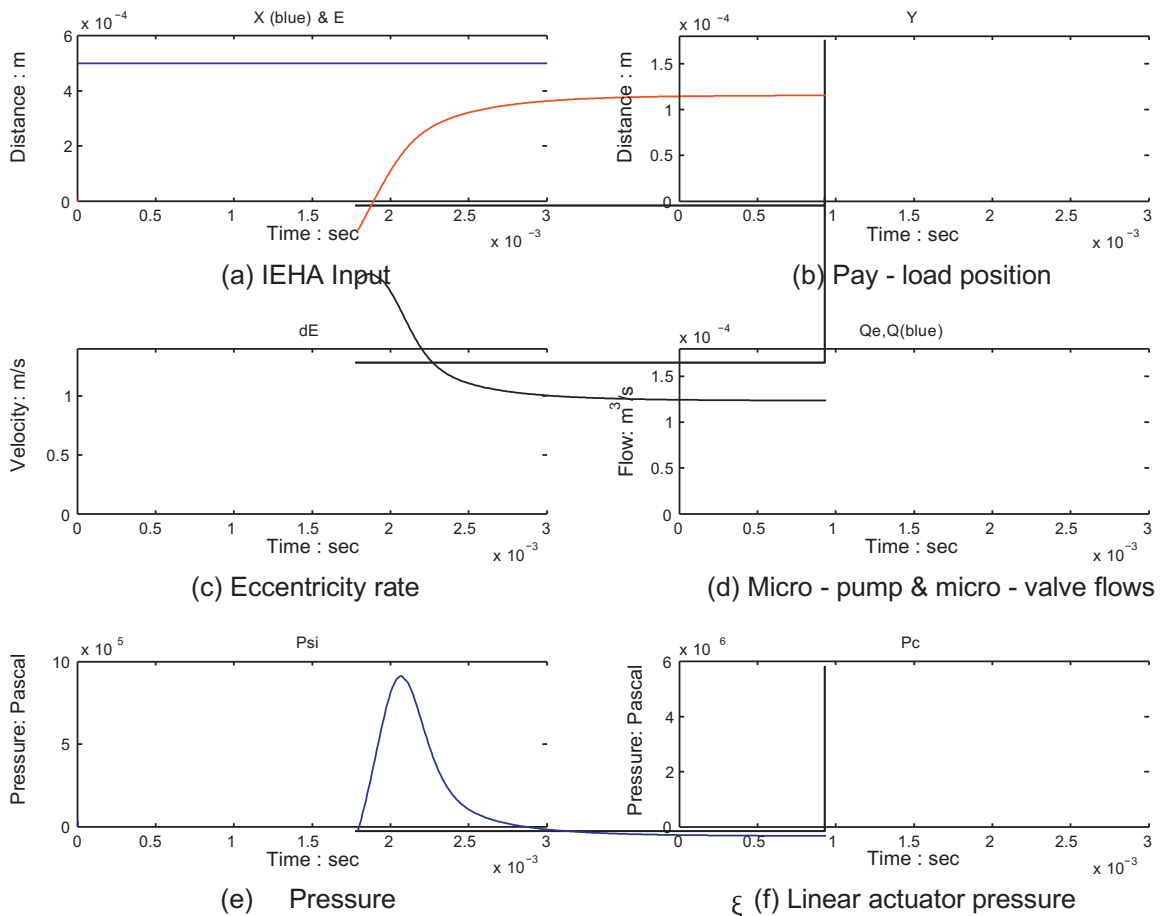 x 10⁻⁴
X (blue) & E
6
4
2
0
Distance : m
0 0.5 1 1.5 2 2.5 3
Time : sec
x 10⁻³
(a) IEHA Input
x 10⁻⁴
Y
1.5
1
0.5
0
Distance : m
0 0.5 1 1.5 2 2.5 3
Time : sec
x 10⁻³
(b) Pay - load position
dE
1
0.5
0
Velocity: m/s
0 0.5 1 1.5 2 2.5 3
Time : sec
x 10⁻³
(c) Eccentricity rate
x 10⁻⁴
Qe,Q(blue)
1.5
1
0.5
0
Flow: m³/s
0 0.5 1 1.5 2 2.5 3
Time : sec
x 10⁻³
(d) Micro - pump & micro - valve flows
x 10⁵
Psi
10
5
0
Pressure: Pascal
0 0.5 1 1.5 2 2.5 3
Time : sec
x 10⁻³
(e) Pressure ξ
x 10⁶
Pc
6
4
2
0
Pressure: Pascal
0 0.5 1 1.5 2 2.5 3
Time : sec
x 10⁻³
(f) Linear actuator pressure